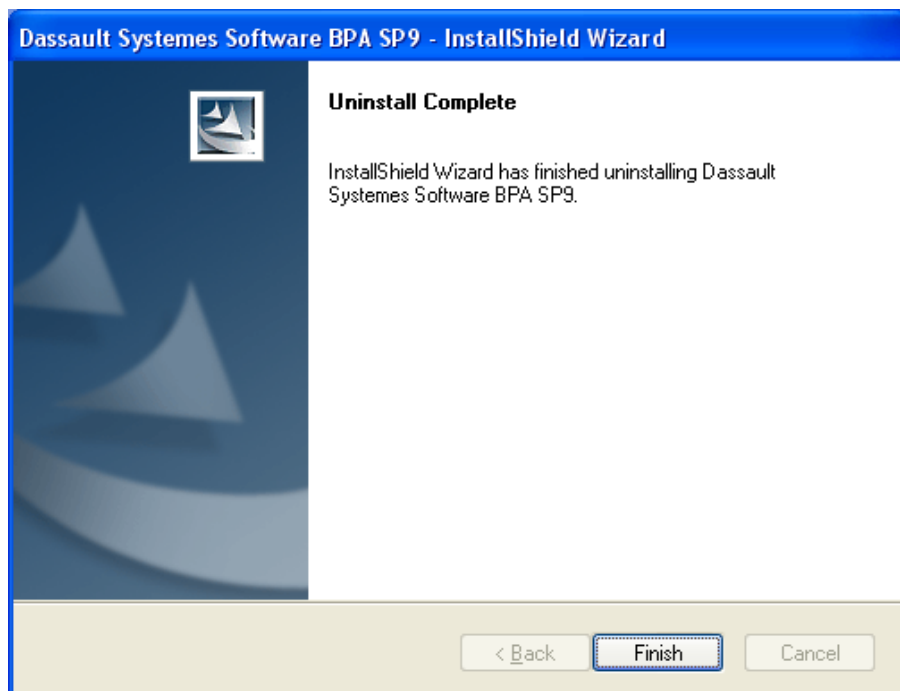 Dassault Systemes Software BPA SP9 - InstallShield Wizard
Uninstall Complete
InstallShield Wizard has finished uninstalling Dassault
Systemes Software BPA SP9.
< Back
Finish
Cancel